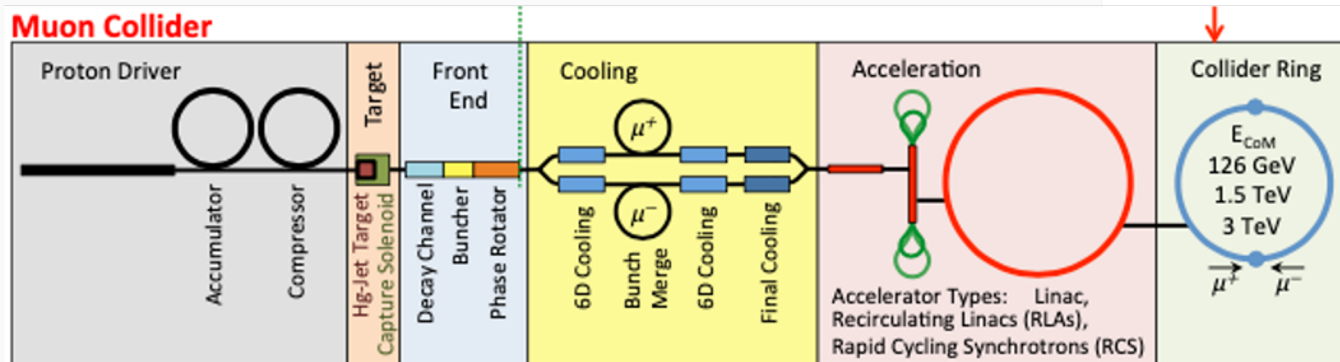 Muon Collider
Proton Driver
Accumulator
Compressor
Target
Hg-Jet Target
Capture Solenoid
Front
End
Decay Channel
Buncher
Phase Rotator
Cooling
μ+
μ−
6D Cooling
Bunch
Merge
6D Cooling
Final Cooling
Acceleration
Accelerator Types: Linac,
Recirculating Linacs (RLAs),
Rapid Cycling Synchrotrons (RCS)
Collider Ring
ECoM
126 GeV
1.5 TeV
3 TeV
μ+ μ−